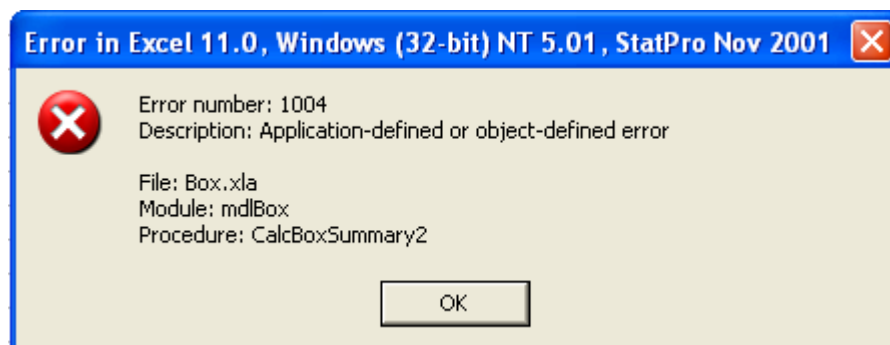 Error in Excel 11.0, Windows (32-bit) NT 5.01, StatPro Nov 2001
Error number: 1004
Description: Application-defined or object-defined error
File: Box.xla
Module: mdlBox
Procedure: CalcBoxSummary2
OK